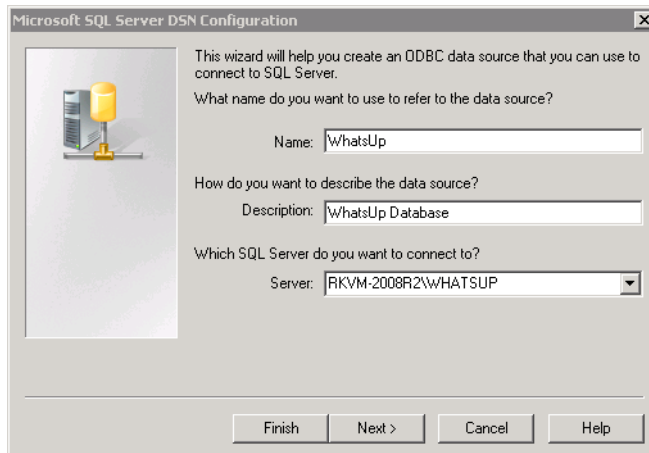 Microsoft SQL Server DSN Configuration
This wizard will help you create an ODBC data source that you can use to
connect to SQL Server.
What name do you want to use to refer to the data source?
Name: WhatsUp
How do you want to describe the data source?
Description: WhatsUp Database
Which SQL Server do you want to connect to?
Server: RKVM-2008R2\WHATSUP
Finish Next > Cancel Help